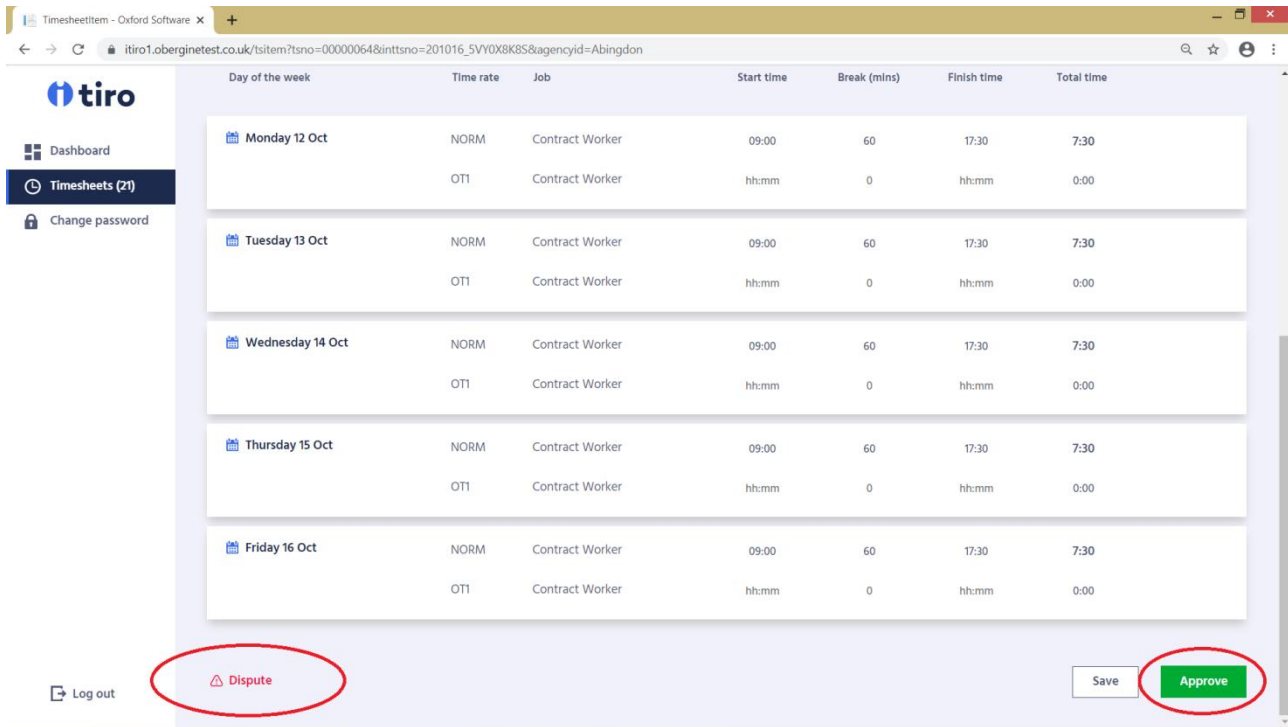 TimesheetItem - Oxford Software
itiro1.oberginetest.co.uk/tsitem?tsno=00000064&inttsno=201016_5VY0X8K8S&agencyid=Abingdon
tiro
Dashboard
Timesheets (21)
Change password
Log out
Day of the week Time rate Job Start time Break (mins) Finish time Total time
Monday 12 Oct NORM Contract Worker 09:00 60 17:30 7:30
OT1 Contract Worker hh:mm 0 hh:mm 0:00
Tuesday 13 Oct NORM Contract Worker 09:00 60 17:30 7:30
OT1 Contract Worker hh:mm 0 hh:mm 0:00
Wednesday 14 Oct NORM Contract Worker 09:00 60 17:30 7:30
OT1 Contract Worker hh:mm 0 hh:mm 0:00
Thursday 15 Oct NORM Contract Worker 09:00 60 17:30 7:30
OT1 Contract Worker hh:mm 0 hh:mm 0:00
Friday 16 Oct NORM Contract Worker 09:00 60 17:30 7:30
OT1 Contract Worker hh:mm 0 hh:mm 0:00
Dispute Save Approve